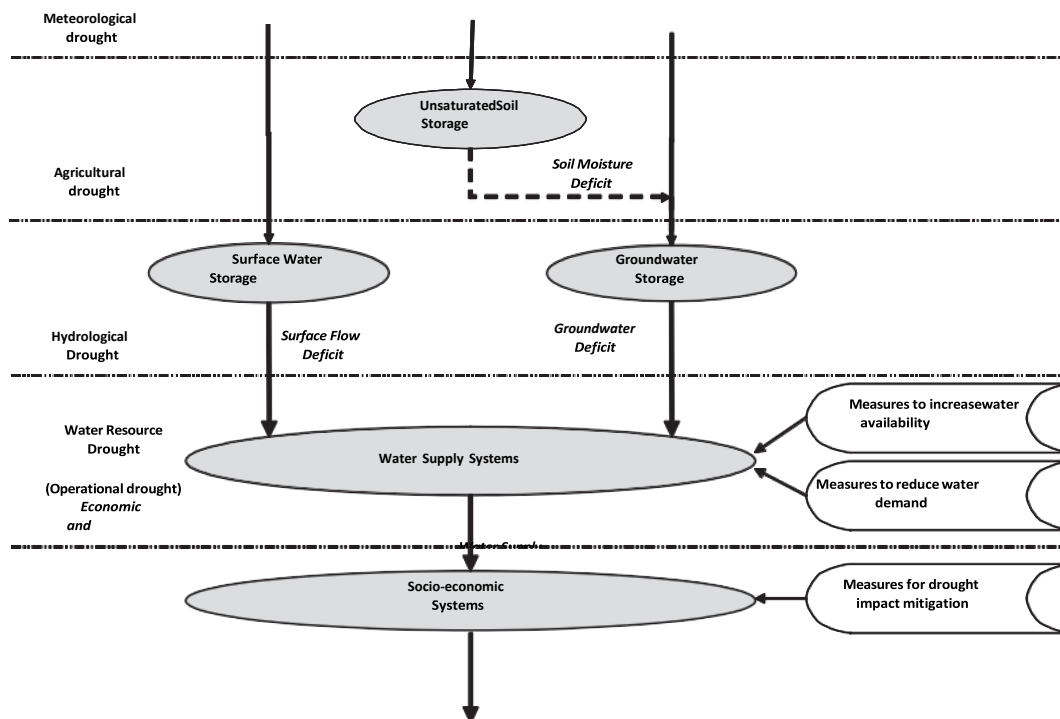 Meteorological
drought
UnsaturatedSoil
Storage
Soil Moisture
Deficit
Agricultural
drought
Surface Water
Storage
Groundwater
Storage
Hydrological
Drought
Surface Flow
Deficit
Groundwater
Deficit
Measures to increasewater
availability
Water Resource
Drought
Water Supply Systems
Measures to reduce water
demand
(Operational drought)
Economic
and
Water Supply
Socio-economic
Systems
Measures for drought
impact mitigation